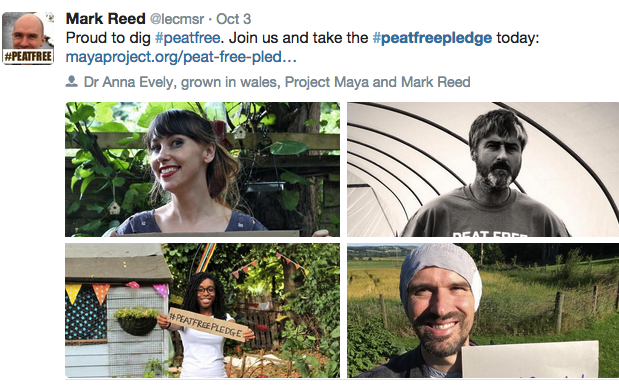 Mark Reed @lecmsr · Oct 3
Proud to dig #peatfree. Join us and take the #peatfreepledge today:
mayaproject.org/peat-free-pled…
Dr Anna Evely, grown in wales, Project Maya and Mark Reed
#PEATFREE
PEAT FREE
#PEATFREEPLEDGE